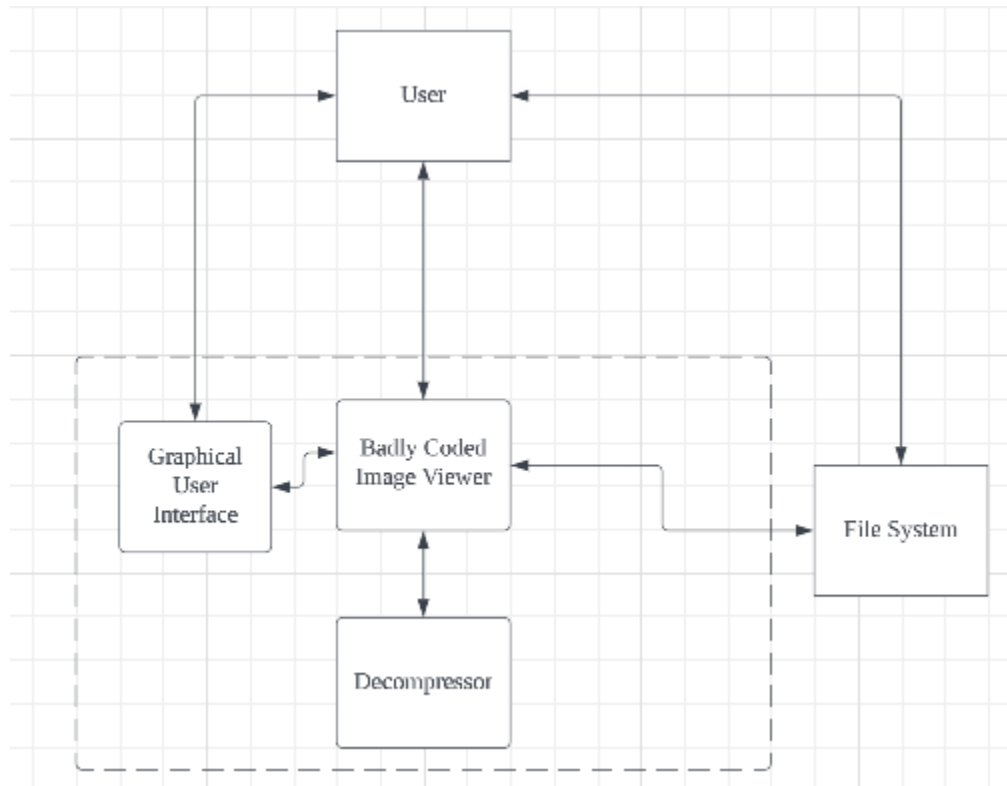 User
Graphical
User
Interface
Badly Coded
Image Viewer
File System
Decompressor